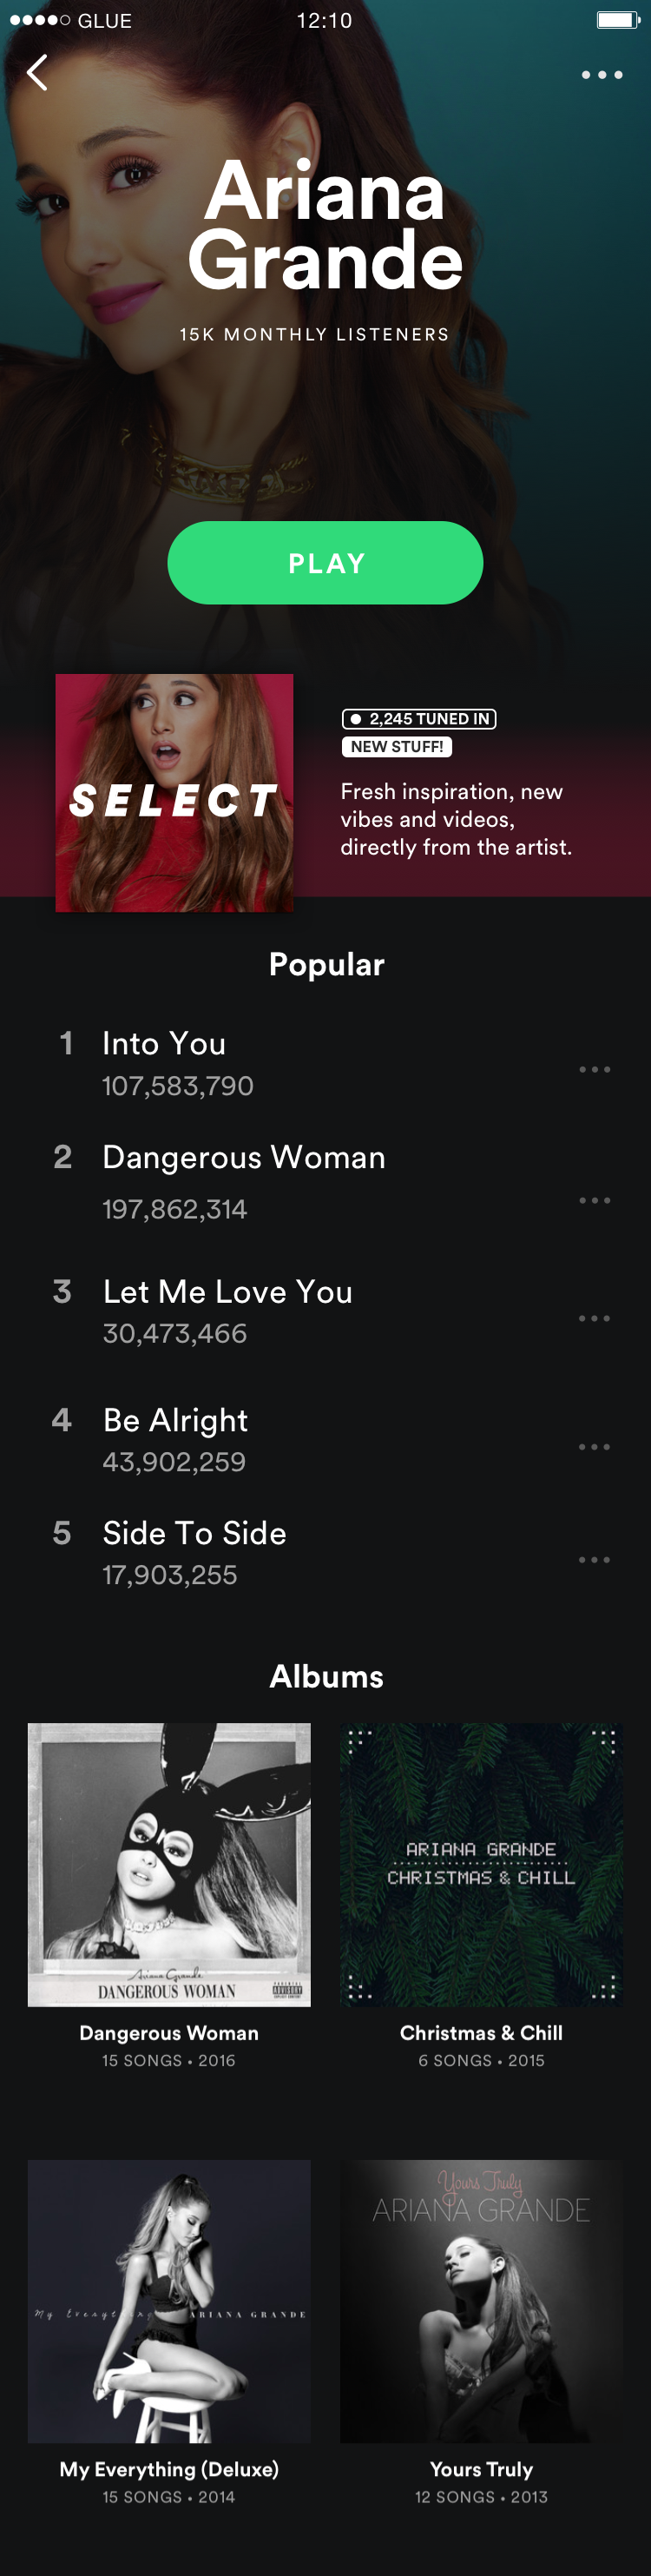 GLUE 12:10
Ariana
Grande
15K MONTHLY LISTENERS
PLAY
SELECT
2,245 TUNED IN
NEW STUFF!
Fresh inspiration, new
vibes and videos,
directly from the artist.
Popular
1 Into You
107,583,790
2 Dangerous Woman
197,862,314
3 Let Me Love You
30,473,466
4 Be Alright
43,902,259
5 Side To Side
17,903,255
Albums
Ariana Grande
DANGEROUS WOMAN
PARENTAL
ADVISORY
EXPLICIT CONTENT
ARIANA GRANDE
CHRISTMAS & CHILL
Dangerous Woman
15 SONGS • 2016
Christmas & Chill
6 SONGS • 2015
My Everything ARIANA GRANDE
Yours Truly
ARIANA GRANDE
My Everything (Deluxe)
15 SONGS • 2014
Yours Truly
12 SONGS • 2013